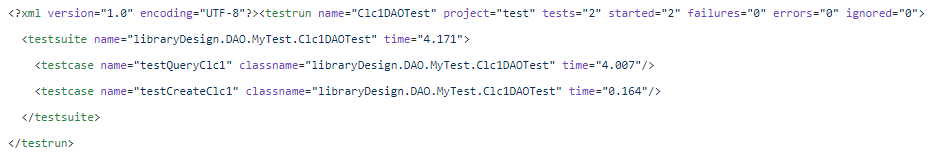 <?xml version="1.0" encoding="UTF-8"?><testrun name="Clc1DAOTest" project="test" tests="2" started="2" failures="0" errors="0" ignored="0">
<testsuite name="libraryDesign.DAO.MyTest.Clc1DAOTest" time="4.171">
<testcase name="testQueryClc1" classname="libraryDesign.DAO.MyTest.Clc1DAOTest" time="4.007"/>
<testcase name="testCreateClc1" classname="libraryDesign.DAO.MyTest.Clc1DAOTest" time="0.164"/>
</testsuite>
</testrun>